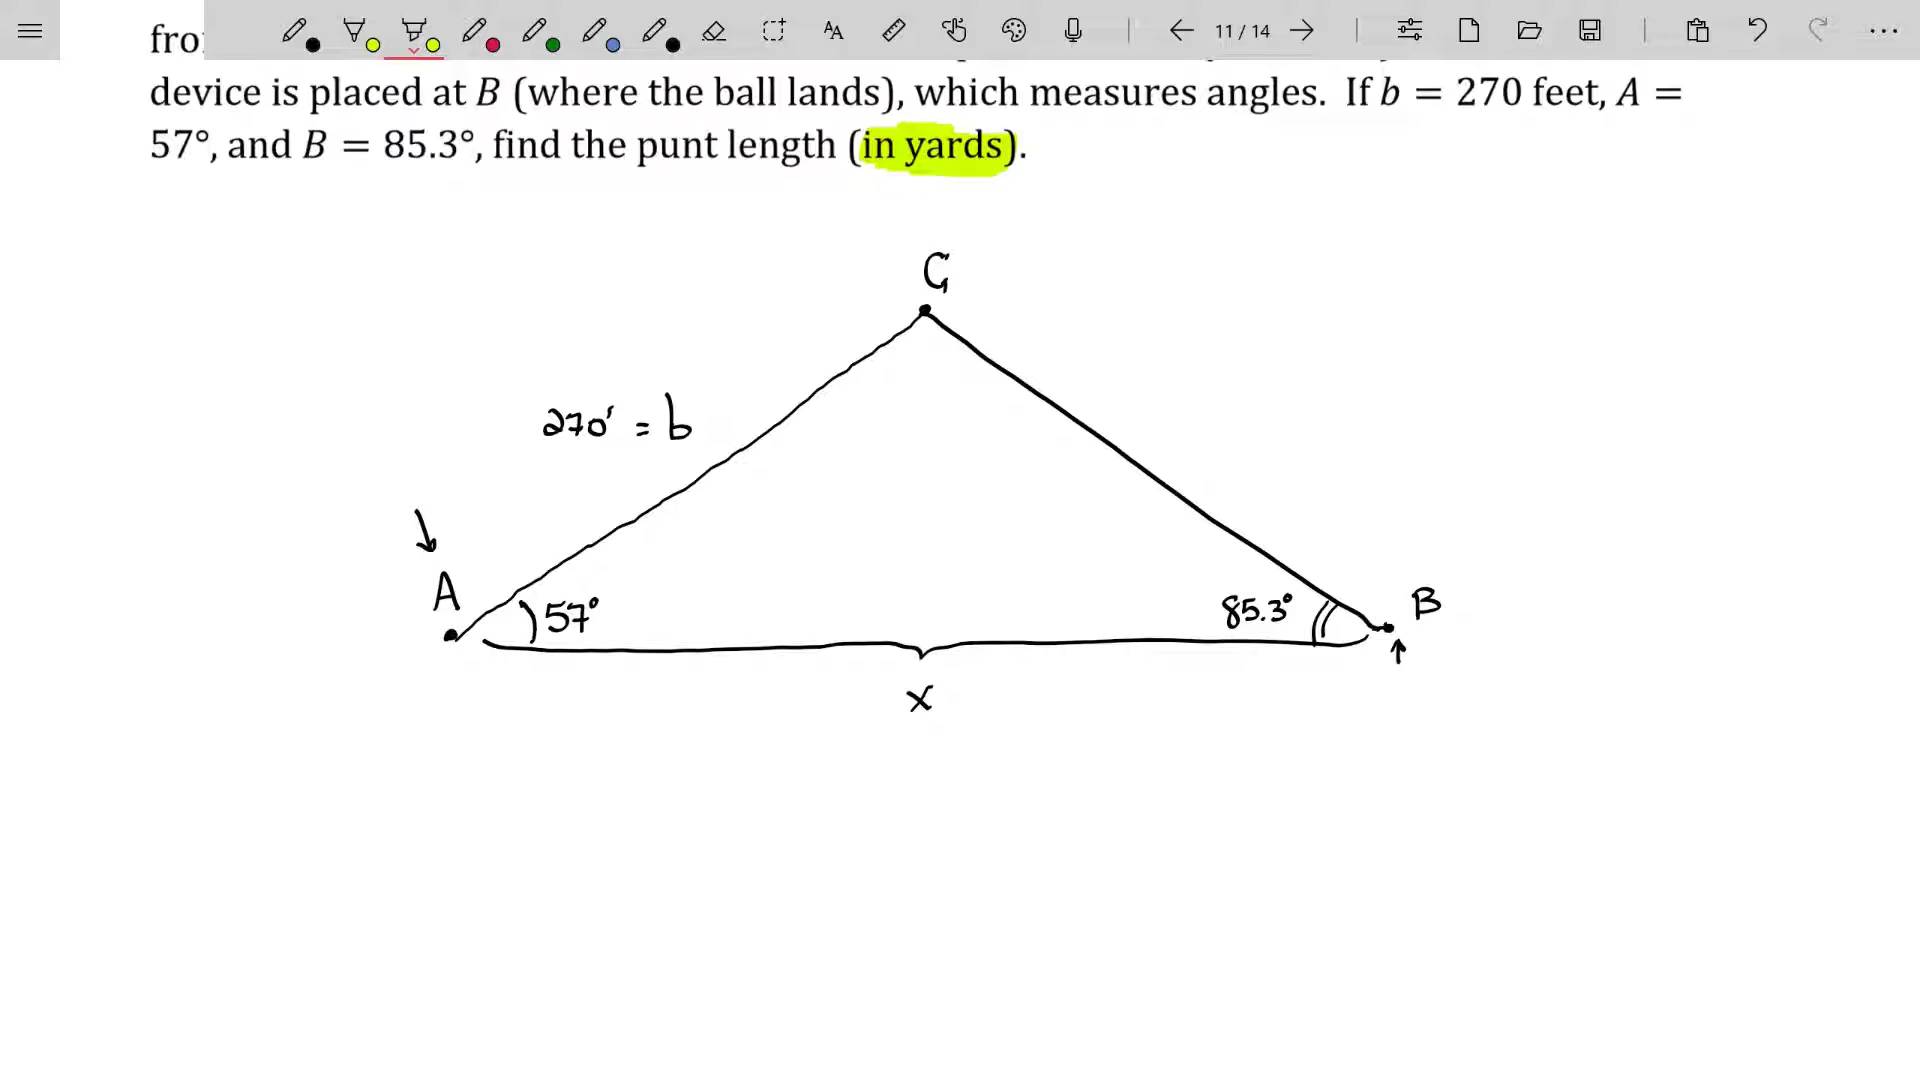 11 / 14
device is placed at B (where the ball lands), which measures angles. If b = 270 feet, A =
57°, and B = 85.3°, find the punt length (in yards).
C
270' = b
A
57°
85.3°
B
x